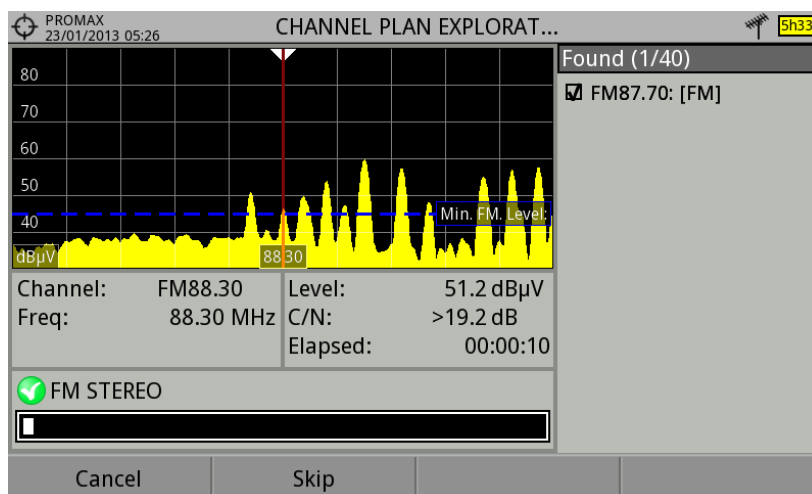 PROMAX
23/01/2013 05:26
CHANNEL PLAN EXPLORAT...
5h33
80
70
60
50
40
dBµV
Min. FM. Level:
88.30
Found (1/40)
FM87.70: [FM]
Channel: FM88.30
Freq: 88.30 MHz
Level: 51.2 dBµV
C/N: >19.2 dB
Elapsed: 00:00:10
FM STEREO
Cancel
Skip